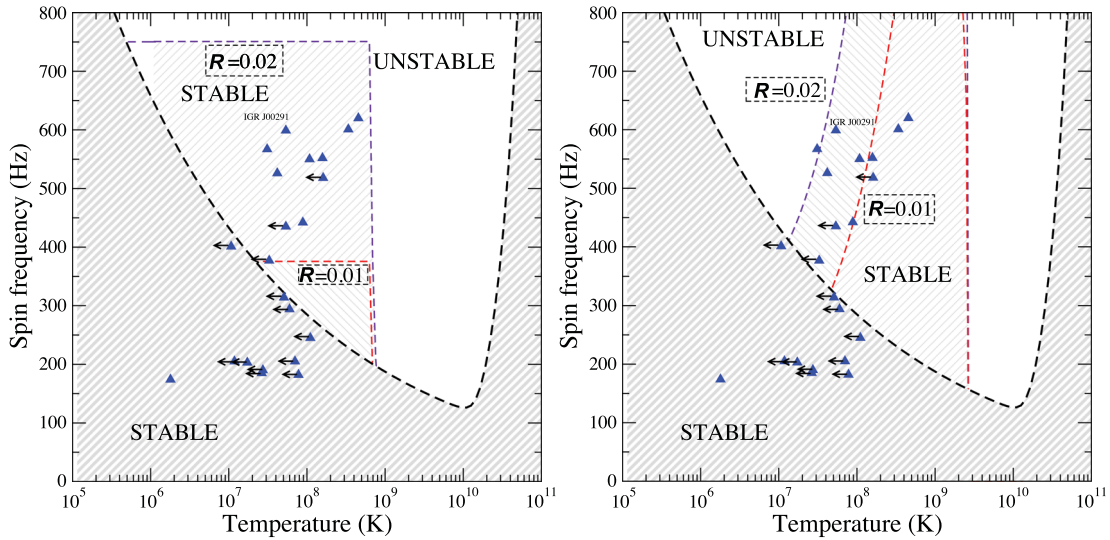 800
700
600
500
400
300
200
100
0
Spin frequency (Hz)
R=0.02
UNSTABLE
STABLE
IGR J00291
R=0.01
STABLE
10^5 10^6 10^7 10^8 10^9 10^10 10^11
Temperature (K)
800
700
600
500
400
300
200
100
0
Spin frequency (Hz)
UNSTABLE
R=0.02
IGR J00291
R=0.01
STABLE
STABLE
10^5 10^6 10^7 10^8 10^9 10^10 10^11
Temperature (K)